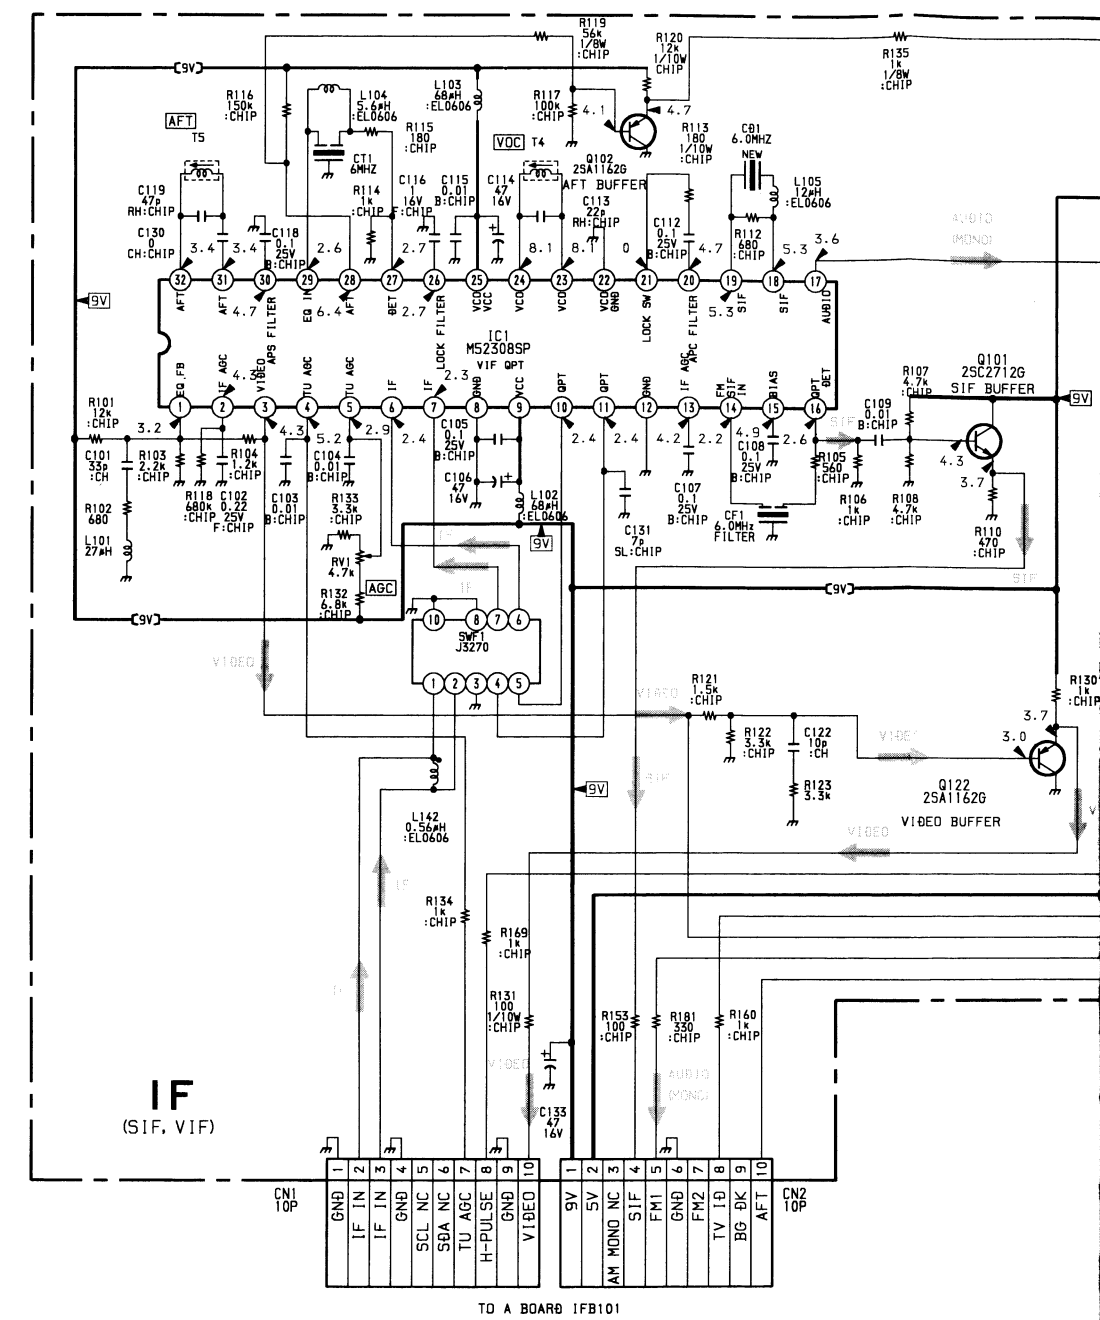 R119
56k
1/8W
:CHIP
R120
12k
1/10W
CHIP
R135
1k
1/8W
:CHIP
[9V]
L103
68μH
:EL0606
L104
5.6μH
:EL0606
R116
150k
:CHIP
R117
100k
:CHIP
4.1
4.7
AFT
T5
R115
180
:CHIP
CT1
6MHZ
VOC T4
Q102
2SA1162G
AFT BUFFER
R113
180
1/10W
:CHIP
CD1
6.0MHZ
NEW
L105
12μH
:EL0606
C119
47p
RH:CHIP
C130
0
CH:CHIP
C118
0.1
25V
B:CHIP
R114
1k
:CHIP
C116
1
16V
F:CHIP
C115
0.01
B:CHIP
C114
47
16V
C113
22p
RH:CHIP
C112
0.1
25V
B:CHIP
R112
680
:CHIP
AUDIO
(MONO)
3.4
3.4
2.6
2.7
8.1
8.1
0
4.7
5.3
3.6
32
31
30
29
28
27
26
25
24
23
22
21
20
19
18
17
AFT
AFT
APS FILTER
EQ IN
AFT
DET
LOCK FILTER
VCO
VCC
VCO
VCO
VCO
GND
LOCK SW
APC FILTER
SIF
SIF
AUDIO
4.7
6.4
2.7
5.3
9V
IC1
M52308SP
VIF QPT
EQ FB
IF AGC
VIDEO
TU AGC
TU AGC
IF
IF
GND
VCC
QPT
QPT
GND
IF AGC
FM
SIF
IN
BIAS
QPT
DET
4.3
2.3
1
2
3
4
5
6
7
8
9
10
11
12
13
14
15
16
3.2
4.3
5.2
2.9
2.4
2.4
2.4
4.2
2.2
4.9
2.6
R101
12k
:CHIP
C101
33p
:CH
R103
2.2k
:CHIP
R104
1.2k
:CHIP
R118
680k
:CHIP
C102
0.22
25V
F:CHIP
C103
0.01
B:CHIP
C104
0.01
B:CHIP
R133
3.3k
:CHIP
C105
0.1
25V
B:CHIP
C106
47
16V
L102
68μH
:EL0606
9V
C131
7p
SL:CHIP
C107
0.1
25V
B:CHIP
C108
0.1
25V
B:CHIP
CF1
6.0MHz
FILTER
SIF
R105
560
:CHIP
C109
0.01
B:CHIP
R106
1k
:CHIP
R107
4.7k
:CHIP
R108
4.7k
:CHIP
Q101
2SC2712G
SIF BUFFER
9V
4.3
3.7
R110
470
:CHIP
SIF
R102
680
L101
27μH
RV1
4.7k
AGC
R132
6.8k
:CHIP
IF
IF
[9V]
[9V]
10
8
7
6
SWF1
J3270
1
2
3
4
5
VIDEO
VIDEO
R121
1.5k
:CHIP
R122
3.3k
:CHIP
C122
10p
:CH
R123
3.3k
VIDEO
R130
1k
:CHIP
3.7
3.0
Q122
2SA1162G
VIDEO BUFFER
SIF
9V
L142
0.56μH
:EL0606
VIDEO
V
IF
R134
1k
:CHIP
R169
1k
:CHIP
R131
100
1/10W
:CHIP
R153
100
:CHIP
R181
330
:CHIP
R160
1k
:CHIP
VIDEO
AUDIO
(MONO)
C133
47
16V
IF
(SIF, VIF)
CN1
10P
1 GND
2 IF IN
3 IF IN
4 GND
5 SCL NC
6 SDA NC
7 TU AGC
8 H-PULSE
9 GND
10 VIDEO
1 9V
2 5V
3 AM MONO NC
4 SIF
5 FM1
6 GND
7 FM2
8 TV ID
9 BG DK
10 AFT
CN2
10P
TO A BOARD IFB101